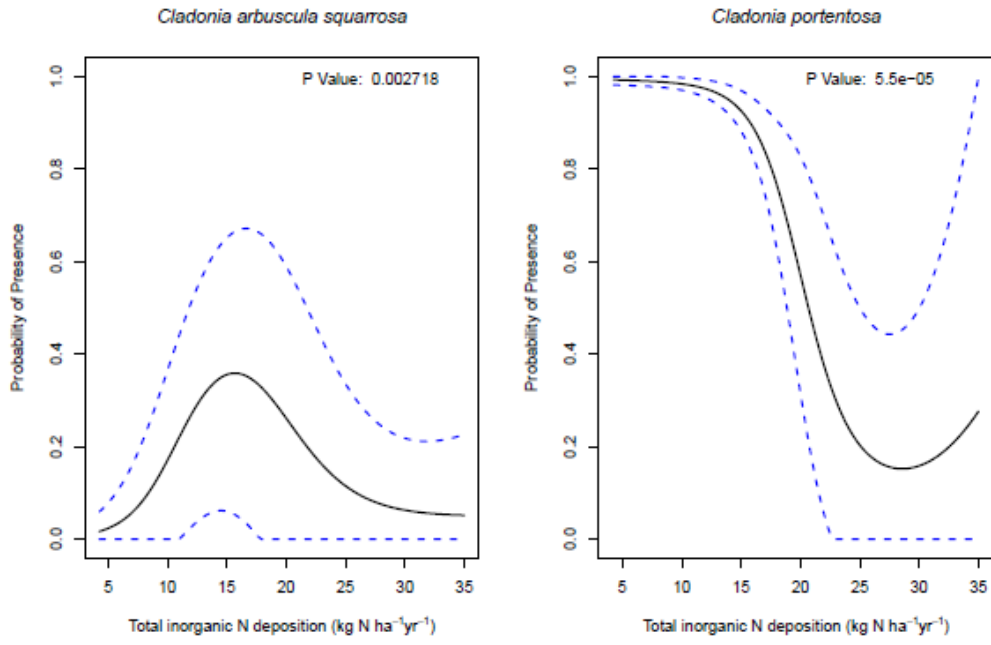 Cladonia arbuscula squarrosa
P Value: 0.002718
Probability of Presence
1.0
0.8
0.6
0.4
0.2
0.0
5 10 15 20 25 30 35
Total inorganic N deposition (kg N ha⁻¹yr⁻¹)
Cladonia portentosa
P Value: 5.5e−05
Probability of Presence
1.0
0.8
0.6
0.4
0.2
0.0
5 10 15 20 25 30 35
Total inorganic N deposition (kg N ha⁻¹yr⁻¹)